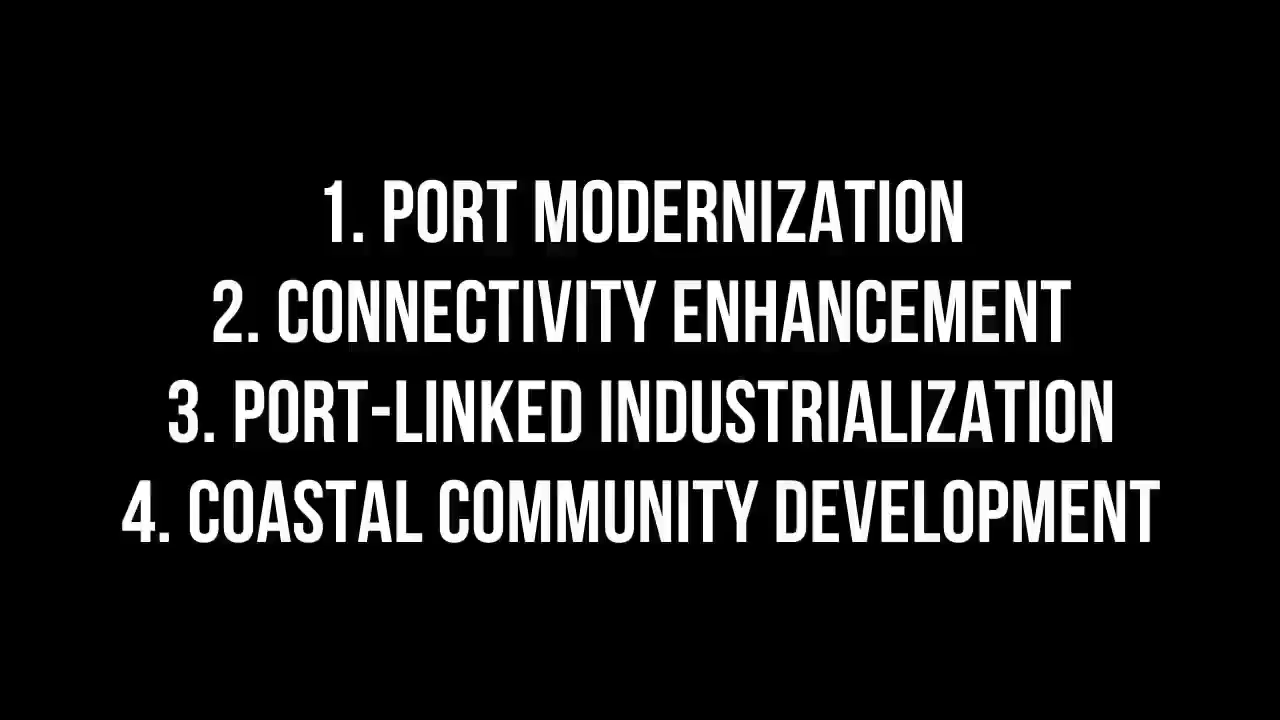 1. PORT MODERNIZATION
2. CONNECTIVITY ENHANCEMENT
3. PORT-LINKED INDUSTRIALIZATION
4. COASTAL COMMUNITY DEVELOPMENT